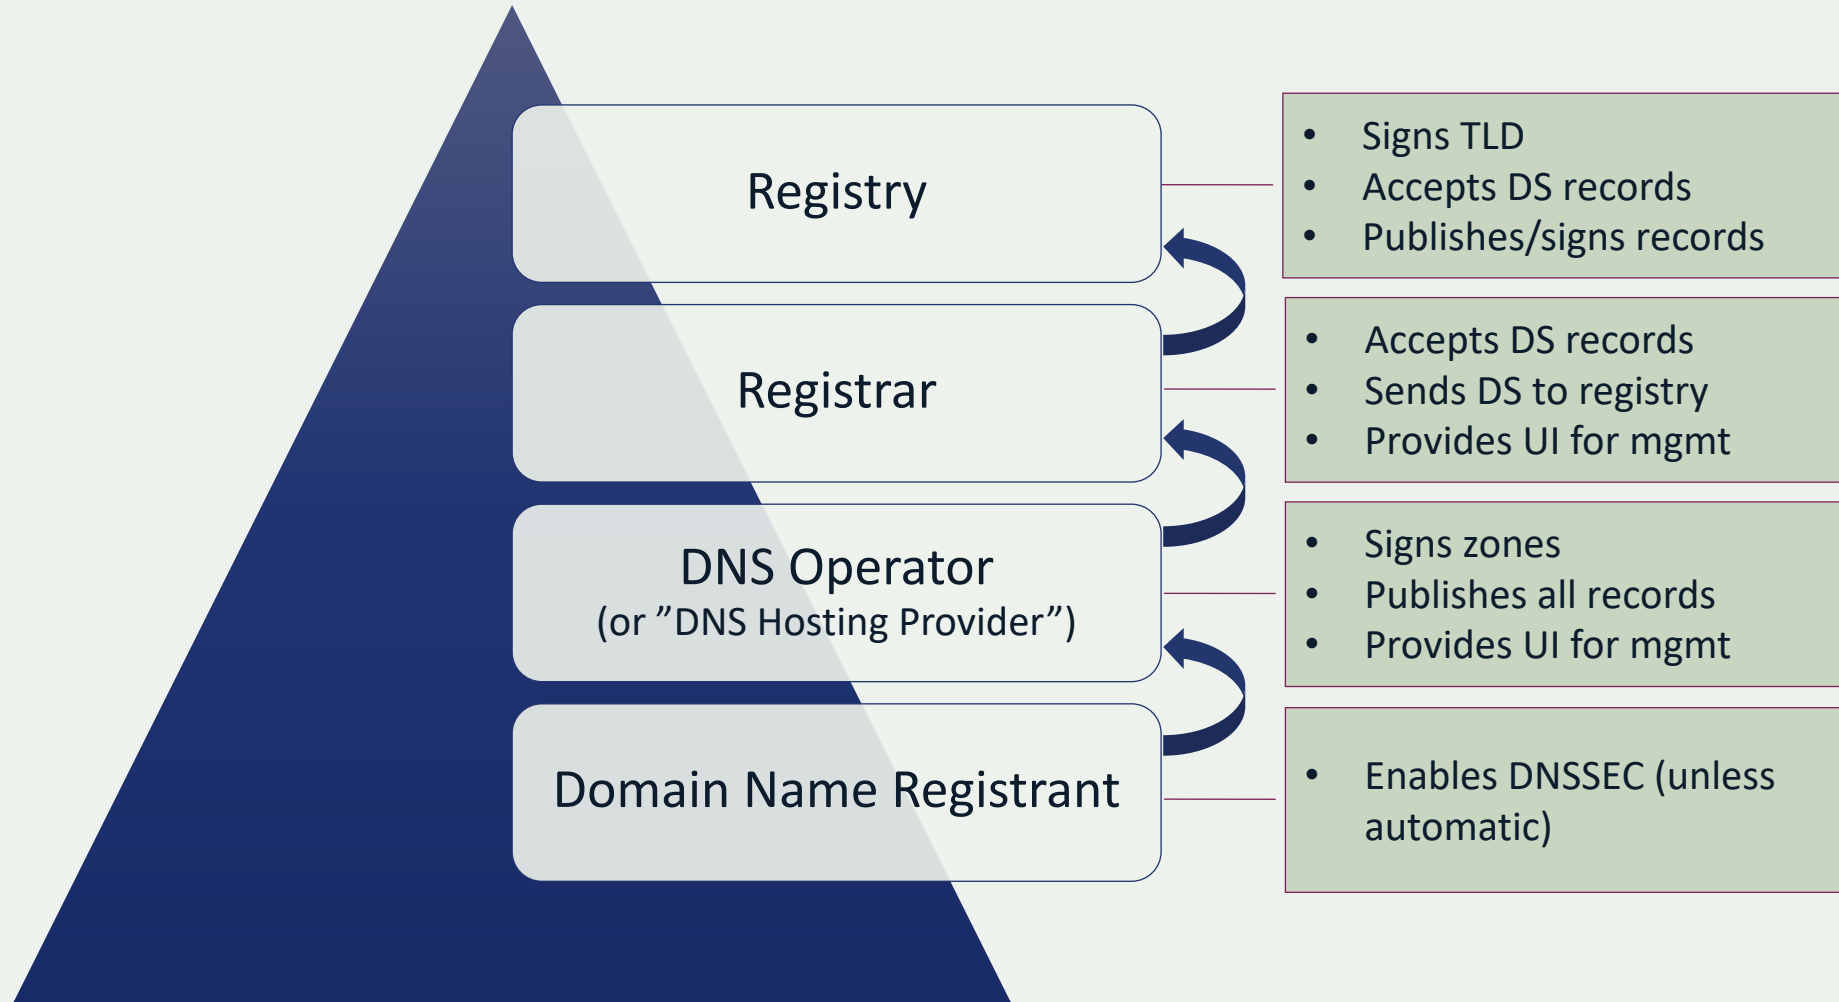 Registry
• Signs TLD
• Accepts DS records
• Publishes/signs records
Registrar
• Accepts DS records
• Sends DS to registry
• Provides UI for mgmt
DNS Operator
(or ”DNS Hosting Provider”)
• Signs zones
• Publishes all records
• Provides UI for mgmt
Domain Name Registrant
• Enables DNSSEC (unless
automatic)